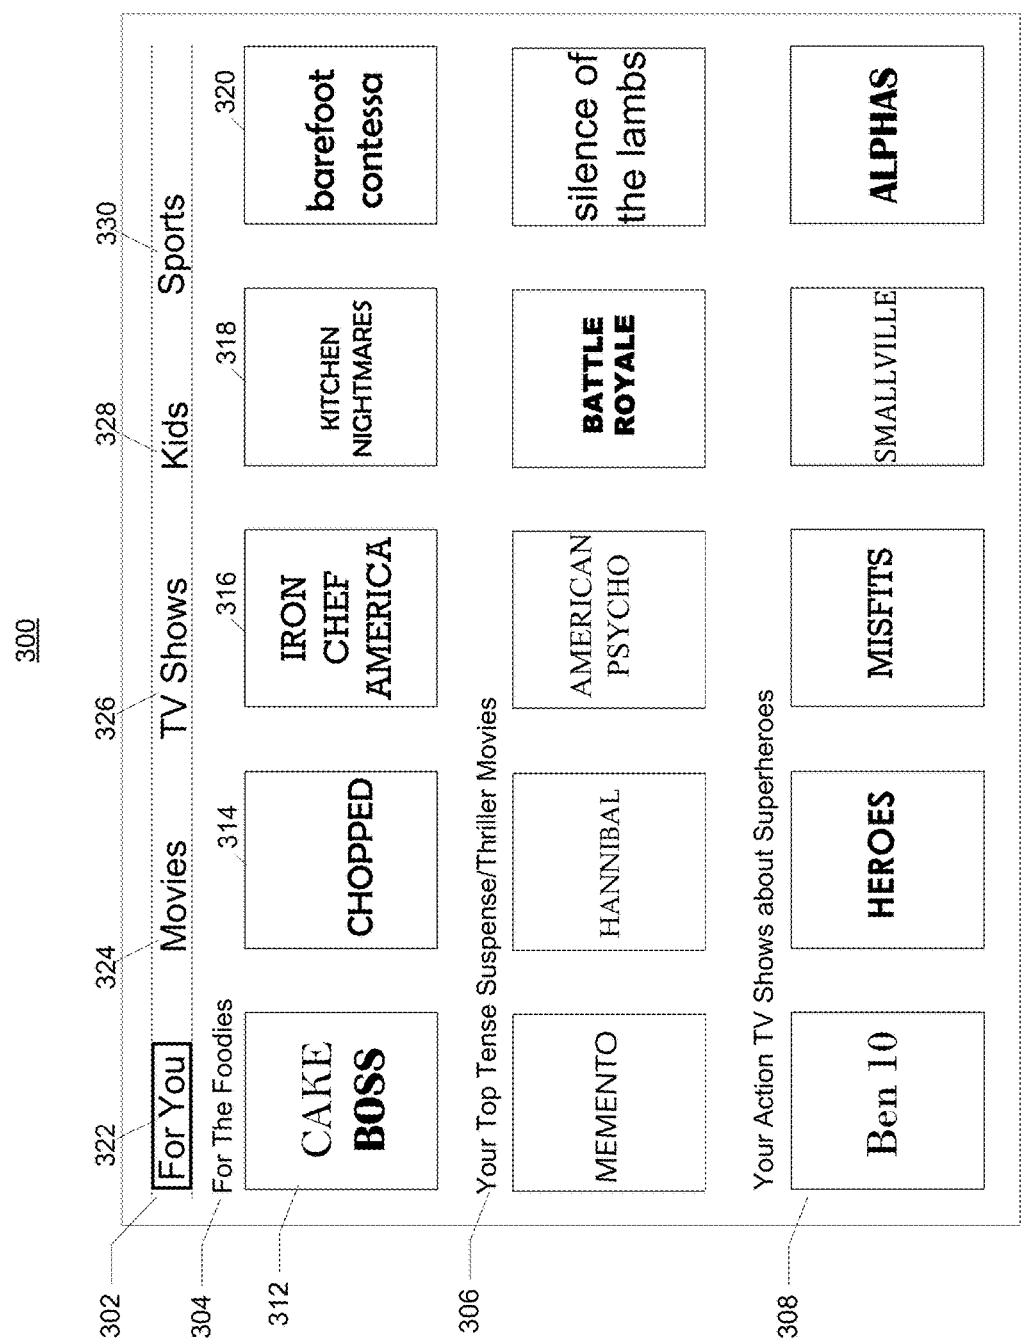 300
302
322
324
326
328
330
For You
Movies
TV Shows
Kids
Sports
304
For The Foodies
314
316
318
320
312
CAKE
BOSS
CHOPPED
IRON
CHEF
AMERICA
KITCHEN
NIGHTMARES
barefoot
contessa
306
Your Top Tense Suspense/Thriller Movies
MEMENTO
HANNIBAL
AMERICAN
PSYCHO
BATTLE
ROYALE
silence of
the lambs
308
Your Action TV Shows about Superheroes
Ben 10
HEROES
MISFITS
SMALLVILLE
ALPHAS